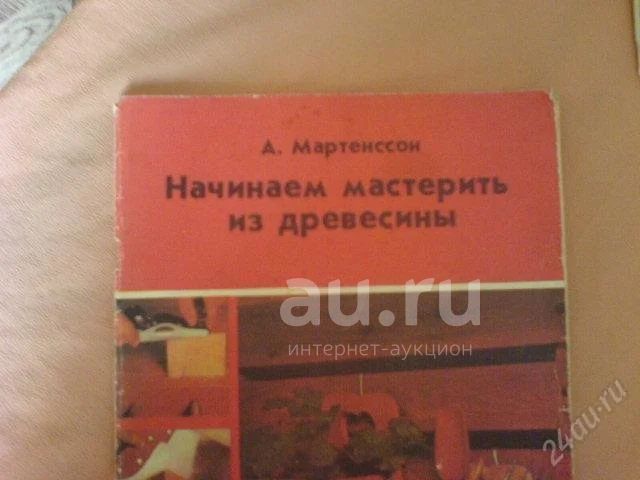 А. Мартенссон
Начинаем мастерить
из древесины
au.ru
интернет-аукцион
24au.ru